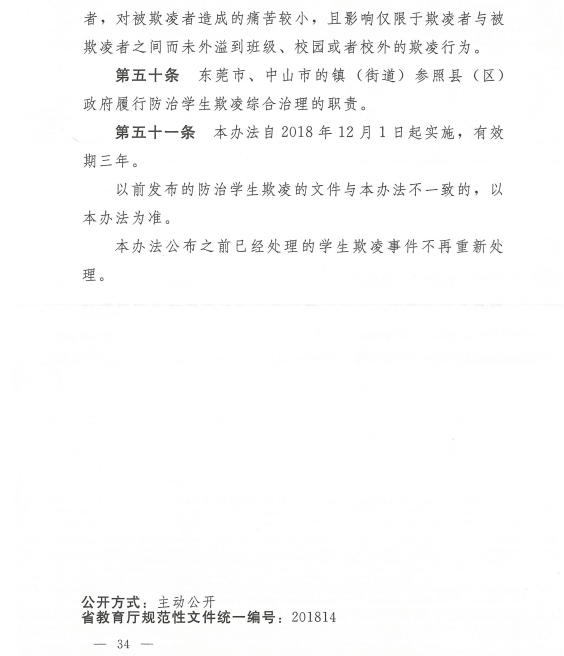 者，对被欺凌者造成的痛苦较小，且影响仅限于欺凌者与被
欺凌者之间而未外溢到班级、校园或者校外的欺凌行为。
第五十条　东莞市、中山市的镇（街道）参照县（区）
政府履行防治学生欺凌综合治理的职责。
第五十一条　本办法自 2018 年 12 月 1 日起实施，有效
期三年。
以前发布的防治学生欺凌的文件与本办法不一致的，以
本办法为准。
本办法公布之前已经处理的学生欺凌事件不再重新处
理。
公开方式：主动公开
省教育厅规范性文件统一编号：201814
— 34 —